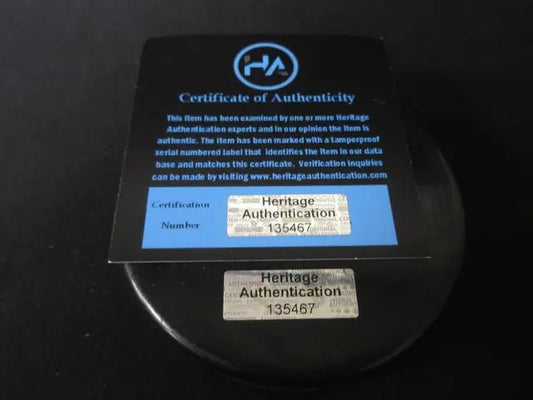 HA
Certificate of Authenticity
This item has been examined by one or more Heritage
Authentication experts and in our opinion the item is
authentic. The item has been marked with a tamperproof
serial numbered label that identifies the item in our data
base and matches this certificate. Verification inquiries
can be made by visiting www.heritageauthentication.com
Certification
Number
Heritage
Authentication
135467
Heritage
Authentication
135467